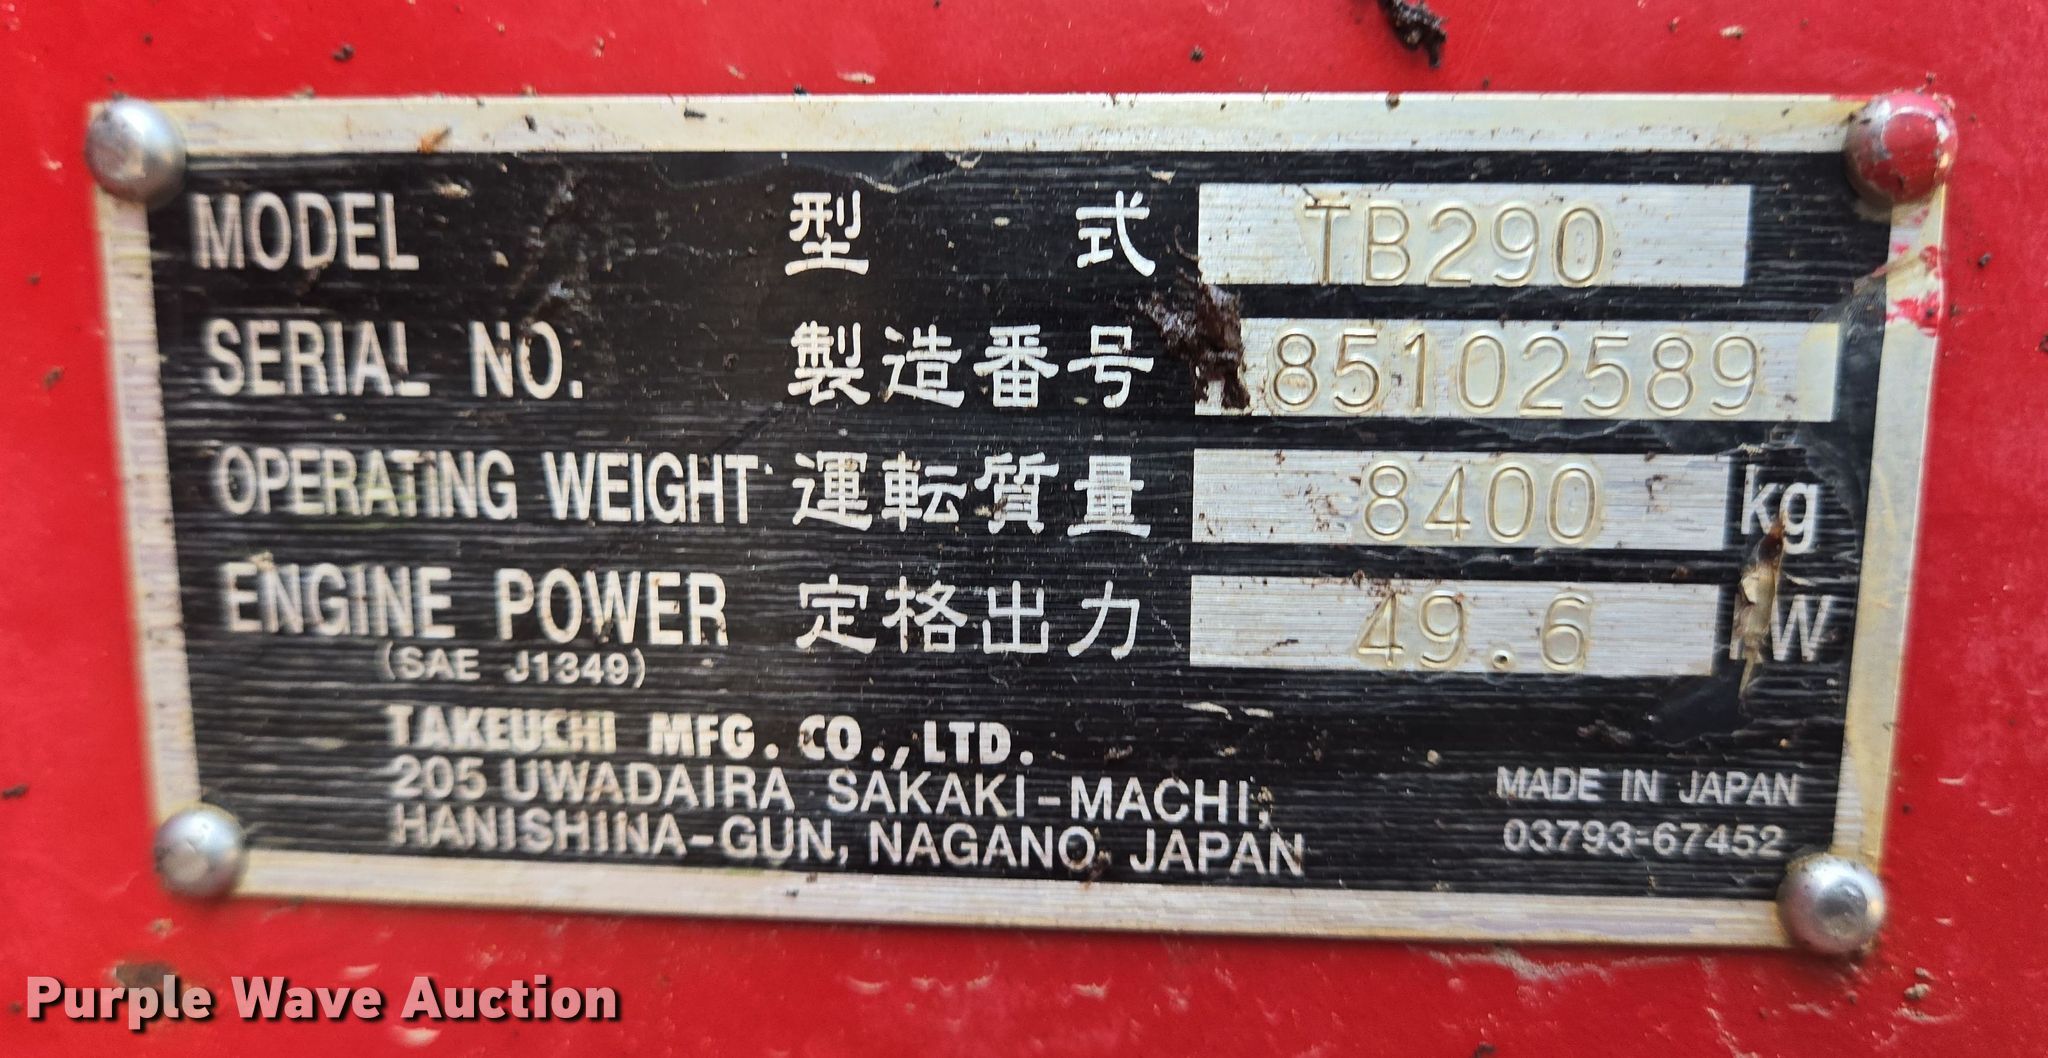 MODEL 型式 TB290
SERIAL NO. 製造番号 185102589
OPERATING WEIGHT 運転質量 8400 kg
ENGINE POWER 定格出力 49.6 kW
(SAE J1349)
TAKEUCHI MFG. CO., LTD.
205 UWADAIRA SAKAKI-MACHI,
HANISHINA-GUN, NAGANO, JAPAN
MADE IN JAPAN
03793-67452
Purple Wave Auction